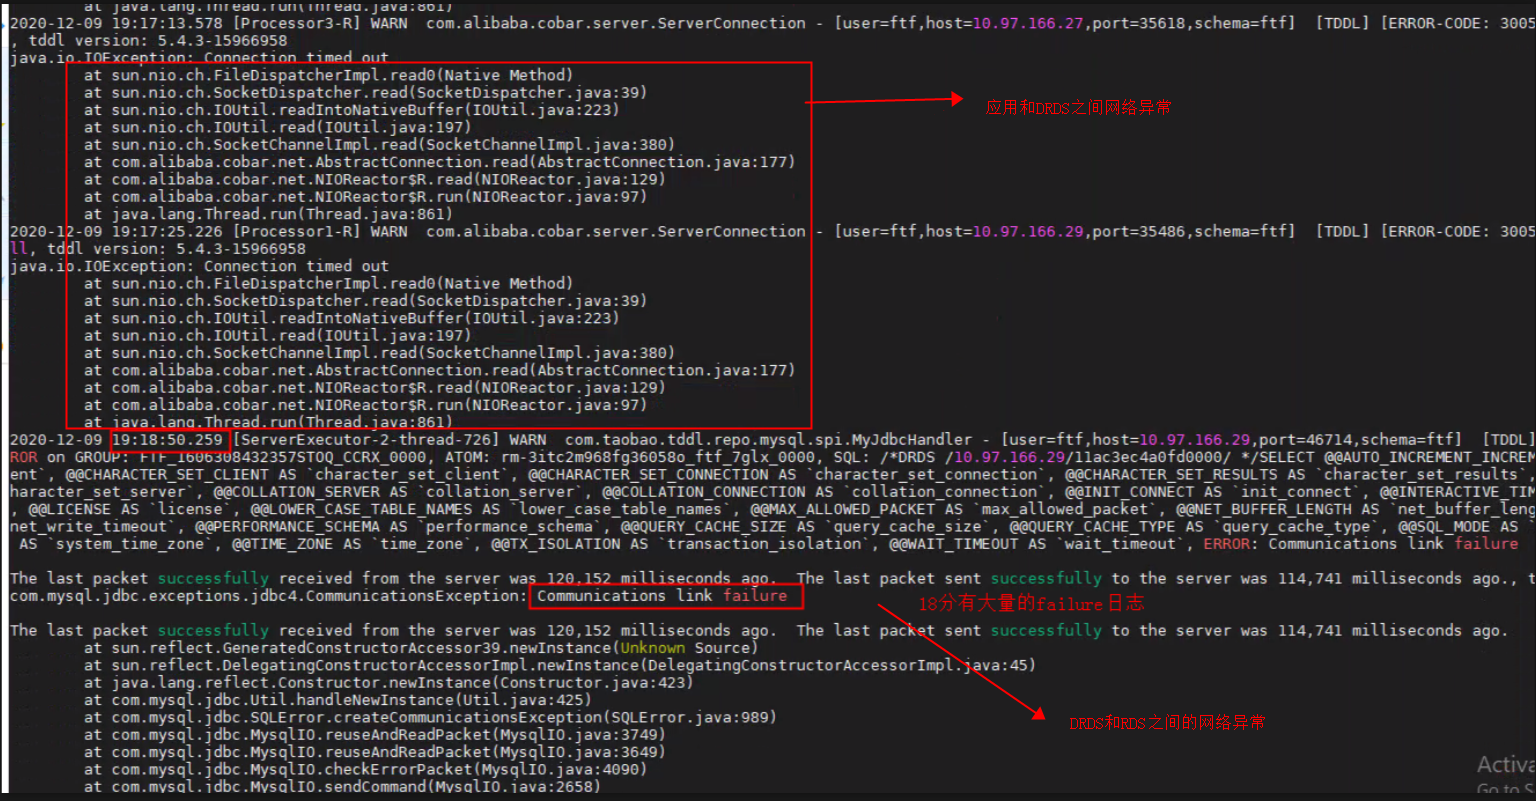 at java.lang.Thread.run(Thread.java:861)
2020-12-09 19:17:13.578 [Processor3-R] WARN  com.alibaba.cobar.server.ServerConnection - [user=ftf,host=10.97.166.27,port=35618,schema=ftf]  [TDDL] [ERROR-CODE: 3005
, tddl version: 5.4.3-15966958
java.io.IOException: Connection timed out
at sun.nio.ch.FileDispatcherImpl.read0(Native Method)
at sun.nio.ch.SocketDispatcher.read(SocketDispatcher.java:39)
at sun.nio.ch.IOUtil.readIntoNativeBuffer(IOUtil.java:223)
at sun.nio.ch.IOUtil.read(IOUtil.java:197)
at sun.nio.ch.SocketChannelImpl.read(SocketChannelImpl.java:380)
at com.alibaba.cobar.net.AbstractConnection.read(AbstractConnection.java:177)
at com.alibaba.cobar.net.NIOReactor$R.read(NIOReactor.java:129)
at com.alibaba.cobar.net.NIOReactor$R.run(NIOReactor.java:97)
at java.lang.Thread.run(Thread.java:861)
应用和DRDS之间网络异常
2020-12-09 19:17:25.226 [Processor1-R] WARN  com.alibaba.cobar.server.ServerConnection - [user=ftf,host=10.97.166.29,port=35486,schema=ftf]  [TDDL] [ERROR-CODE: 3005
ll, tddl version: 5.4.3-15966958
java.io.IOException: Connection timed out
at sun.nio.ch.FileDispatcherImpl.read0(Native Method)
at sun.nio.ch.SocketDispatcher.read(SocketDispatcher.java:39)
at sun.nio.ch.IOUtil.readIntoNativeBuffer(IOUtil.java:223)
at sun.nio.ch.IOUtil.read(IOUtil.java:197)
at sun.nio.ch.SocketChannelImpl.read(SocketChannelImpl.java:380)
at com.alibaba.cobar.net.AbstractConnection.read(AbstractConnection.java:177)
at com.alibaba.cobar.net.NIOReactor$R.read(NIOReactor.java:129)
at com.alibaba.cobar.net.NIOReactor$R.run(NIOReactor.java:97)
at java.lang.Thread.run(Thread.java:861)
2020-12-09 19:18:50.259 [ServerExecutor-2-thread-726] WARN  com.taobao.tddl.repo.mysql.spi.MyJdbcHandler - [user=ftf,host=10.97.166.29,port=46714,schema=ftf]  [TDDL]
ROR on GROUP: FTF_1606308432357STOQ_CCRX_0000, ATOM: rm-3itc2m968fg36058o_ftf_7glx_0000, SQL: /*DRDS /10.97.166.29/11ac3ec4a0fd0000/ */SELECT @@AUTO_INCREMENT_INCREM
ent`, @@CHARACTER_SET_CLIENT AS `character_set_client`, @@CHARACTER_SET_CONNECTION AS `character_set_connection`, @@CHARACTER_SET_RESULTS AS `character_set_results`,
haracter_set_server`, @@COLLATION_SERVER AS `collation_server`, @@COLLATION_CONNECTION AS `collation_connection`, @@INIT_CONNECT AS `init_connect`, @@INTERACTIVE_TIM
, @@LICENSE AS `license`, @@LOWER_CASE_TABLE_NAMES AS `lower_case_table_names`, @@MAX_ALLOWED_PACKET AS `max_allowed_packet`, @@NET_BUFFER_LENGTH AS `net_buffer_leng
net_write_timeout`, @@PERFORMANCE_SCHEMA AS `performance_schema`, @@QUERY_CACHE_SIZE AS `query_cache_size`, @@QUERY_CACHE_TYPE AS `query_cache_type`, @@SQL_MODE AS `
AS `system_time_zone`, @@TIME_ZONE AS `time_zone`, @@TX_ISOLATION AS `transaction_isolation`, @@WAIT_TIMEOUT AS `wait_timeout`, ERROR: Communications link failure
The last packet successfully received from the server was 120,152 milliseconds ago.  The last packet sent successfully to the server was 114,741 milliseconds ago., t
com.mysql.jdbc.exceptions.jdbc4.CommunicationsException: Communications link failure
18分有大量的failure日志
The last packet successfully received from the server was 120,152 milliseconds ago.  The last packet sent successfully to the server was 114,741 milliseconds ago.
at sun.reflect.GeneratedConstructorAccessor39.newInstance(Unknown Source)
at sun.reflect.DelegatingConstructorAccessorImpl.newInstance(DelegatingConstructorAccessorImpl.java:45)
at java.lang.reflect.Constructor.newInstance(Constructor.java:423)
at com.mysql.jdbc.Util.handleNewInstance(Util.java:425)
at com.mysql.jdbc.SQLError.createCommunicationsException(SQLError.java:989)
at com.mysql.jdbc.MysqlIO.reuseAndReadPacket(MysqlIO.java:3749)
at com.mysql.jdbc.MysqlIO.reuseAndReadPacket(MysqlIO.java:3649)
at com.mysql.jdbc.MysqlIO.checkErrorPacket(MysqlIO.java:4090)
at com.mysql.jdbc.MysqlIO.sendCommand(MysqlIO.java:2658)
DRDS和RDS之间的网络异常
Activa
Go to S